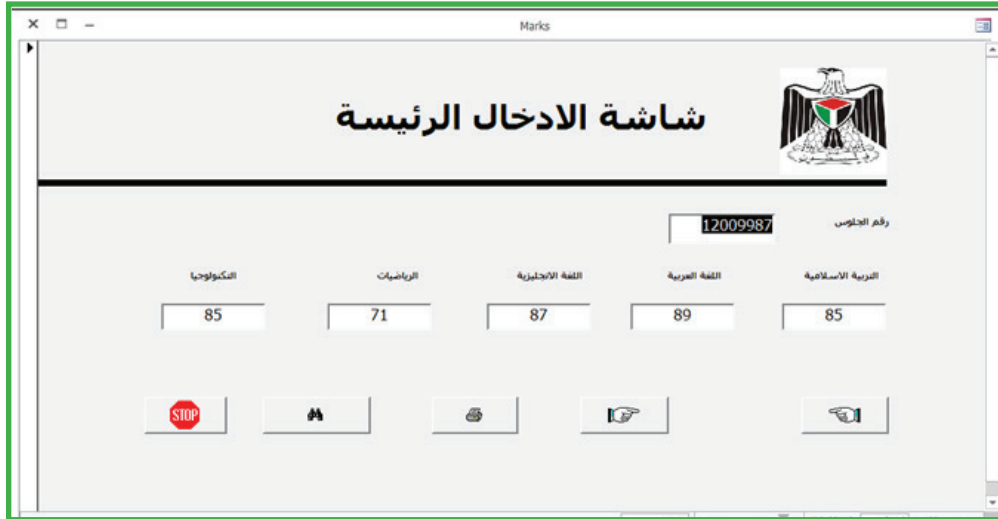 Marks
شاشة الادخال الرئيسة
رقم الجلوس 12009987
التربية الاسلامية اللغة العربية اللغة الانجليزية الرياضيات التكنولوجيا
85 89 87 71 85
STOP